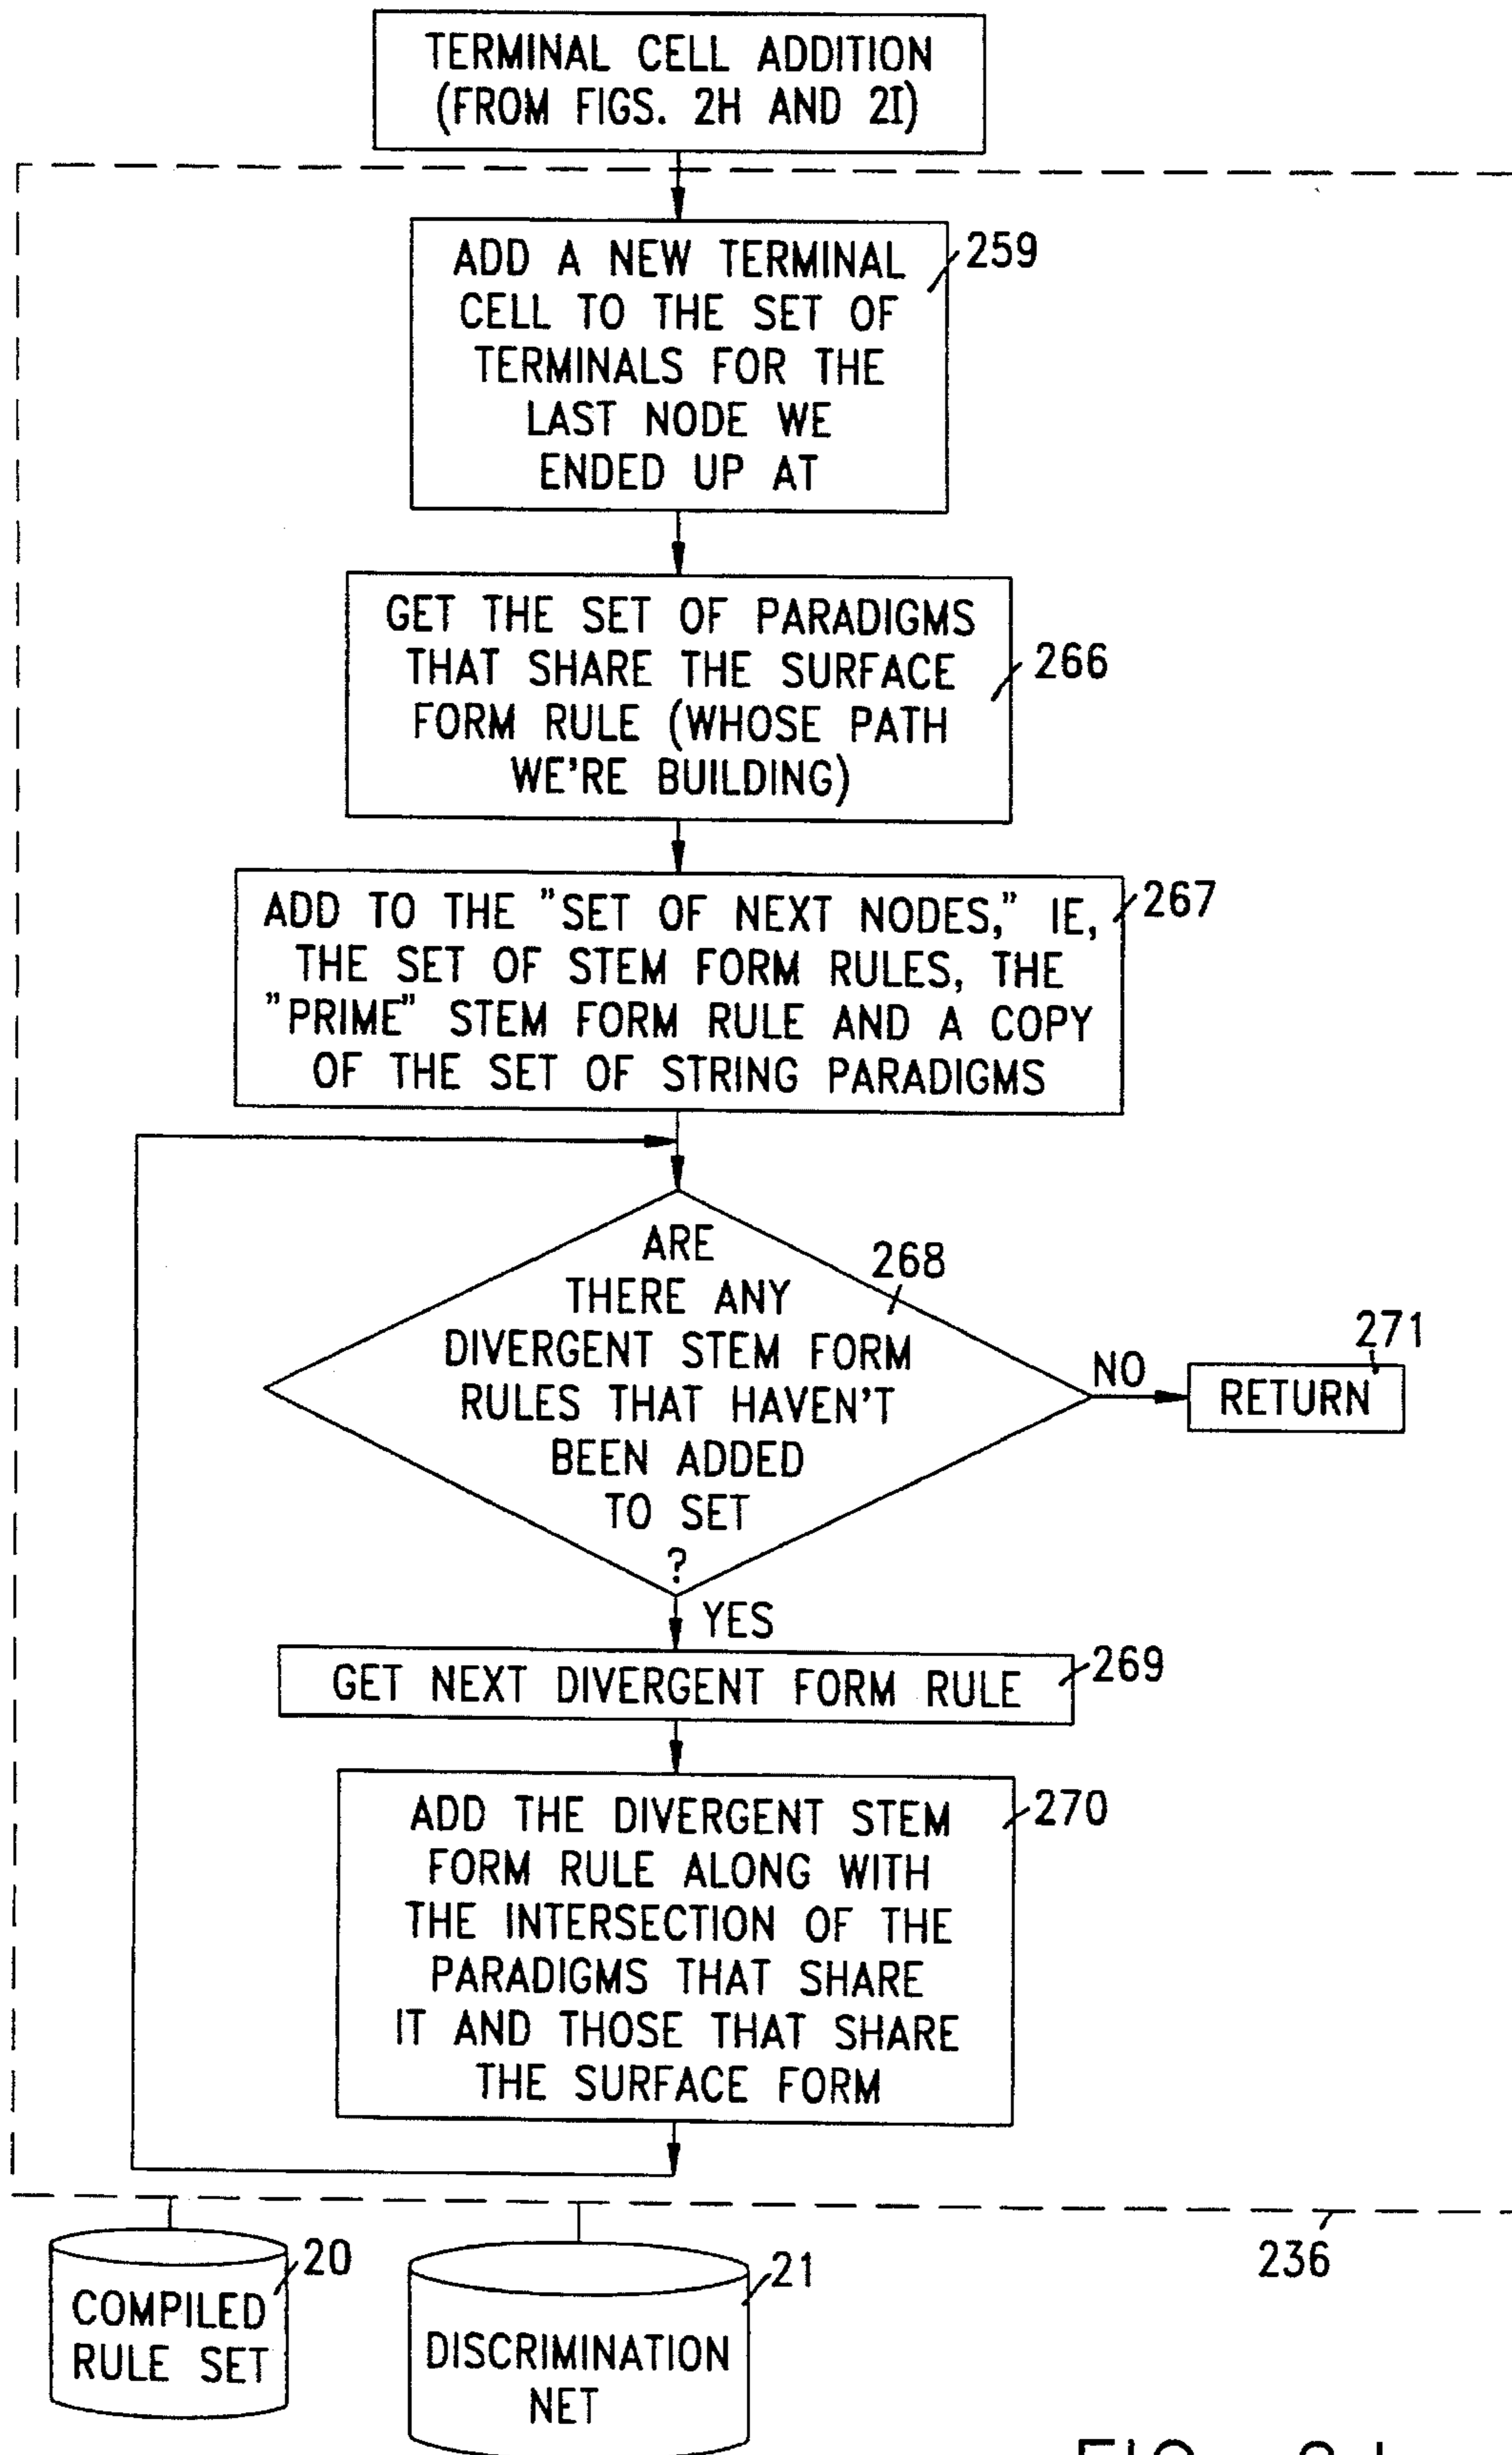 TERMINAL CELL ADDITION
(FROM FIGS. 2H AND 2I)
ADD A NEW TERMINAL
CELL TO THE SET OF
TERMINALS FOR THE
LAST NODE WE
ENDED UP AT
259
GET THE SET OF PARADIGMS
THAT SHARE THE SURFACE
FORM RULE (WHOSE PATH
WE'RE BUILDING)
266
ADD TO THE "SET OF NEXT NODES," IE,
THE SET OF STEM FORM RULES, THE
"PRIME" STEM FORM RULE AND A COPY
OF THE SET OF STRING PARADIGMS
267
ARE
THERE ANY
DIVERGENT STEM FORM
RULES THAT HAVEN'T
BEEN ADDED
TO SET
?
268
NO
271
RETURN
YES
GET NEXT DIVERGENT FORM RULE
269
ADD THE DIVERGENT STEM
FORM RULE ALONG WITH
THE INTERSECTION OF THE
PARADIGMS THAT SHARE
IT AND THOSE THAT SHARE
THE SURFACE FORM
270
236
COMPILED
RULE SET
20
DISCRIMINATION
NET
21